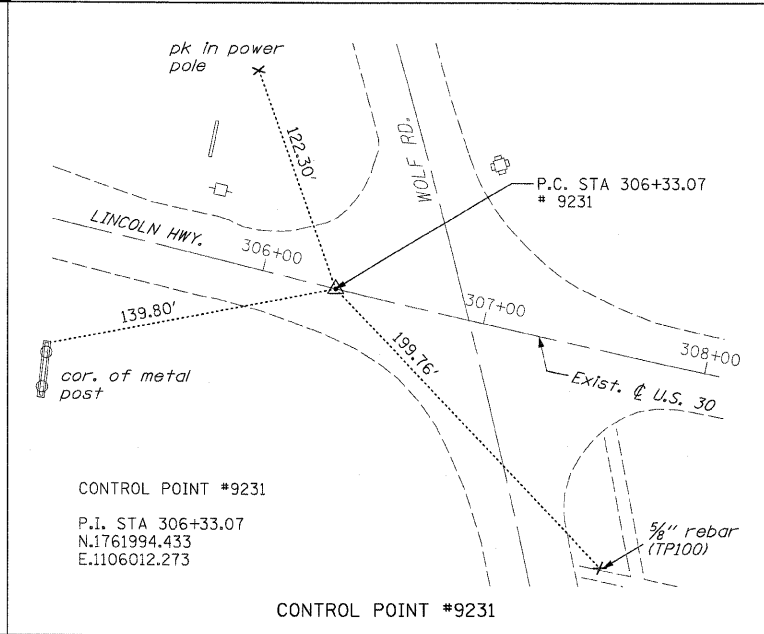 pk in power
pole
122.30'
WOLF RD.
P.C. STA 306+33.07
# 9231
LINCOLN HWY.
306+00
307+00
308+00
139.80'
199.76'
cor. of metal
post
Exist. ℄ U.S. 30
CONTROL POINT #9231
P.I. STA 306+33.07
N.1761994.433
E.1106012.273
5/8" rebar
(TP100)
CONTROL POINT #9231